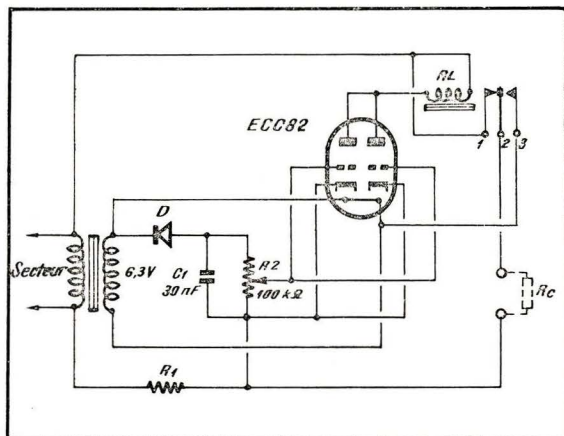 RL
ECC82
1 2 3
D
Secteur
6,3V
C1
30 nF
R2
100 kΩ
Rc
R1